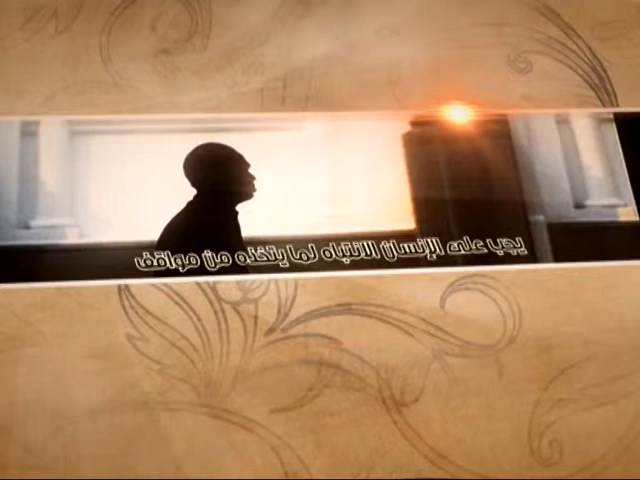 يجب على الإنسان الانتباه لما يتخذه من مواقف